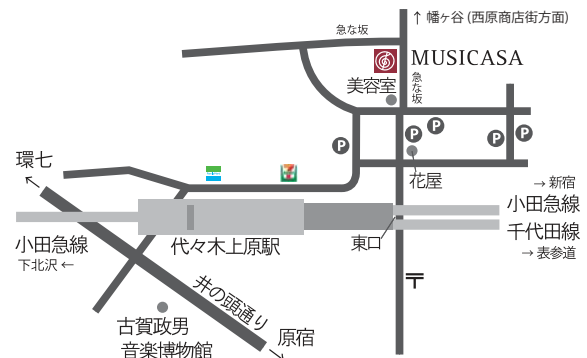 ↑ 幡ヶ谷 (西原商店街方面)
急な坂
MUSICASA
急な坂
美容室
P
P
P
P
P
環七
7
花屋
→ 新宿
小田急線
小田急線
千代田線
代々木上原駅
東口
→ 表参道
下北沢 ←
〒
井の頭通り
古賀政男
音楽博物館
原宿